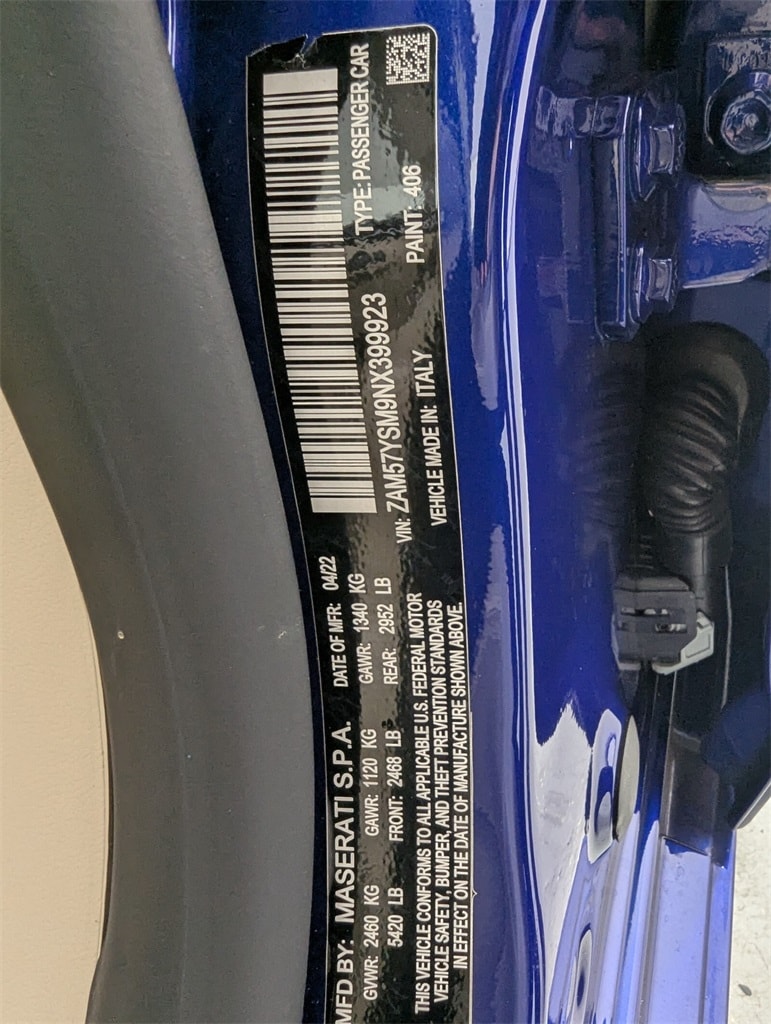 MFD BY: MASERATI S.P.A. DATE OF MFR: 04/22
GVWR: 2460 KG GAWR: 1120 KG GAWR: 1340 KG
5420 LB FRONT: 2468 LB REAR: 2952 LB
THIS VEHICLE CONFORMS TO ALL APPLICABLE U.S. FEDERAL MOTOR
VEHICLE SAFETY, BUMPER, AND THEFT PREVENTION STANDARDS
IN EFFECT ON THE DATE OF MANUFACTURE SHOWN ABOVE.
VIN: ZAM57YSM9NX399923 TYPE: PASSENGER CAR
VEHICLE MADE IN: ITALY PAINT: 406